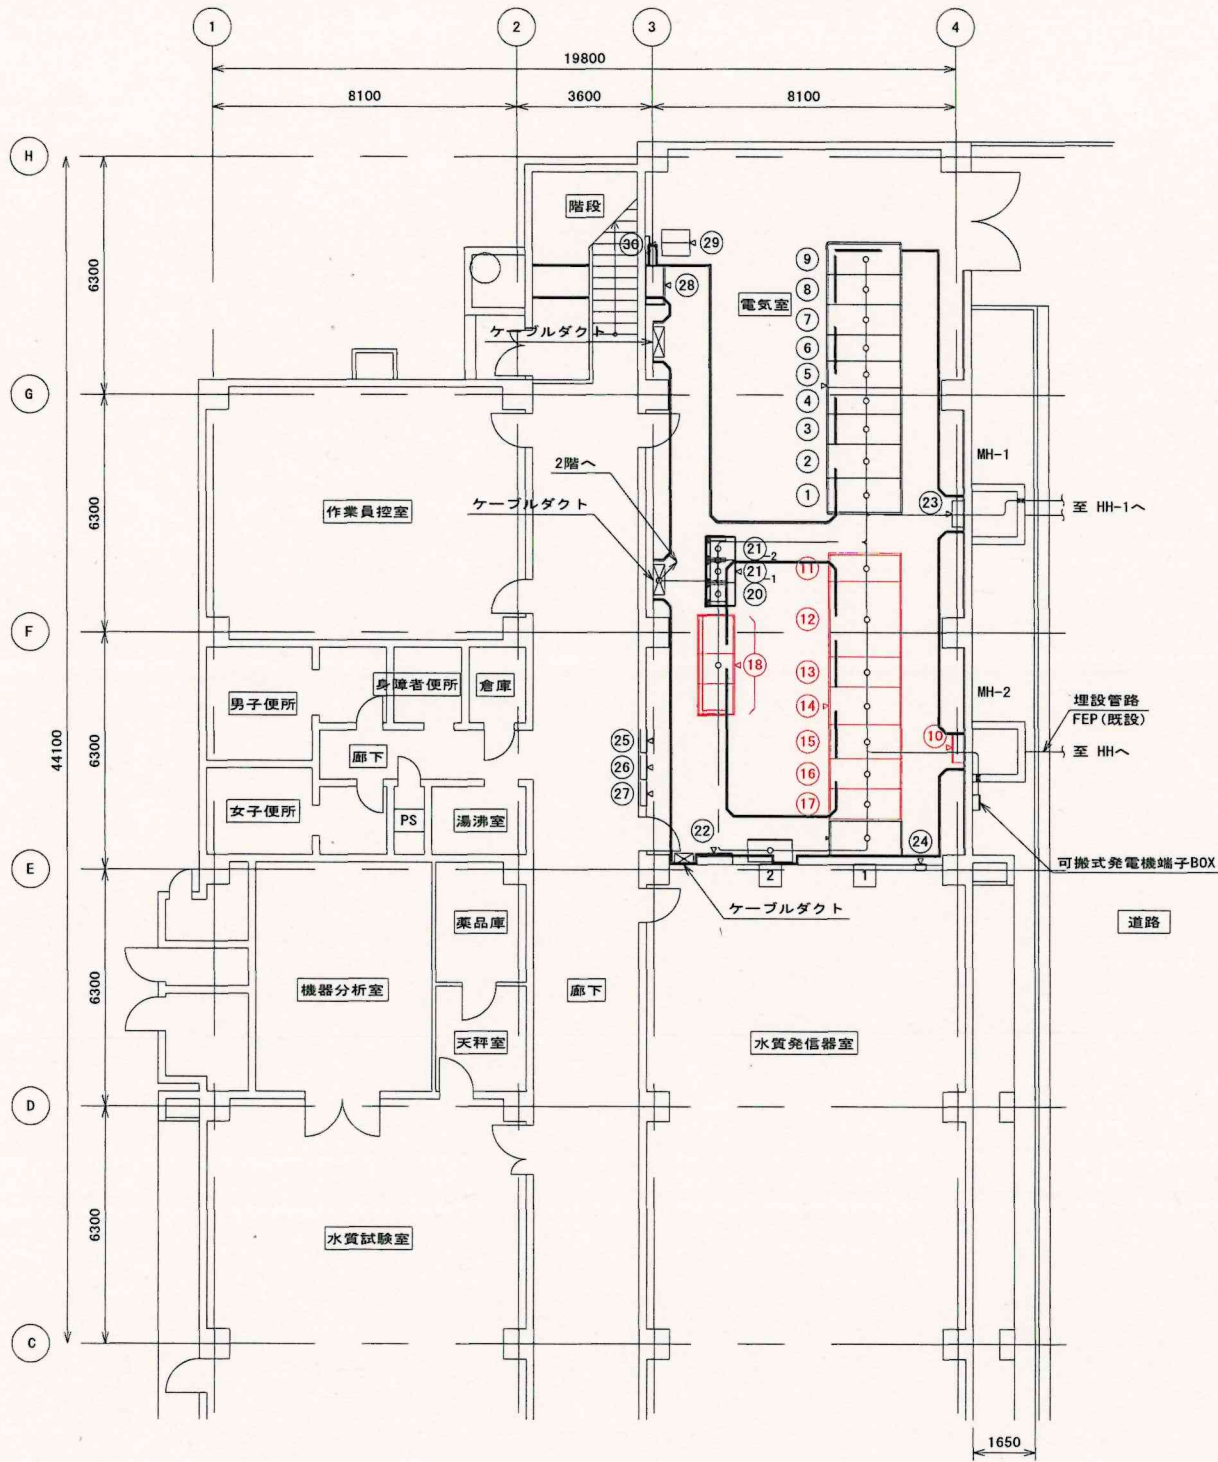 1
2
3
4
19800
8100
3600
8100
H
階段
30
29
9
28
電気室
8
6300
7
ケーブルダクト
6
5
G
4
3
2階へ
2
MH-1
ケーブルダクト
1
23
作業員控室
至 HH-1へ
6300
21-2
11
21-1
20
12
F
18
13
身障者便所
倉庫
MH-2
男子便所
14
埋設管路
FEP(既設)
25
15
10
至 HHへ
44100
6300
廊下
26
16
27
17
女子便所
PS
湯沸室
22
24
可搬式発電機端子BOX
E
2
1
ケーブルダクト
薬品庫
道路
6300
機器分析室
廊下
天秤室
水質発信器室
D
6300
水質試験室
C
1650